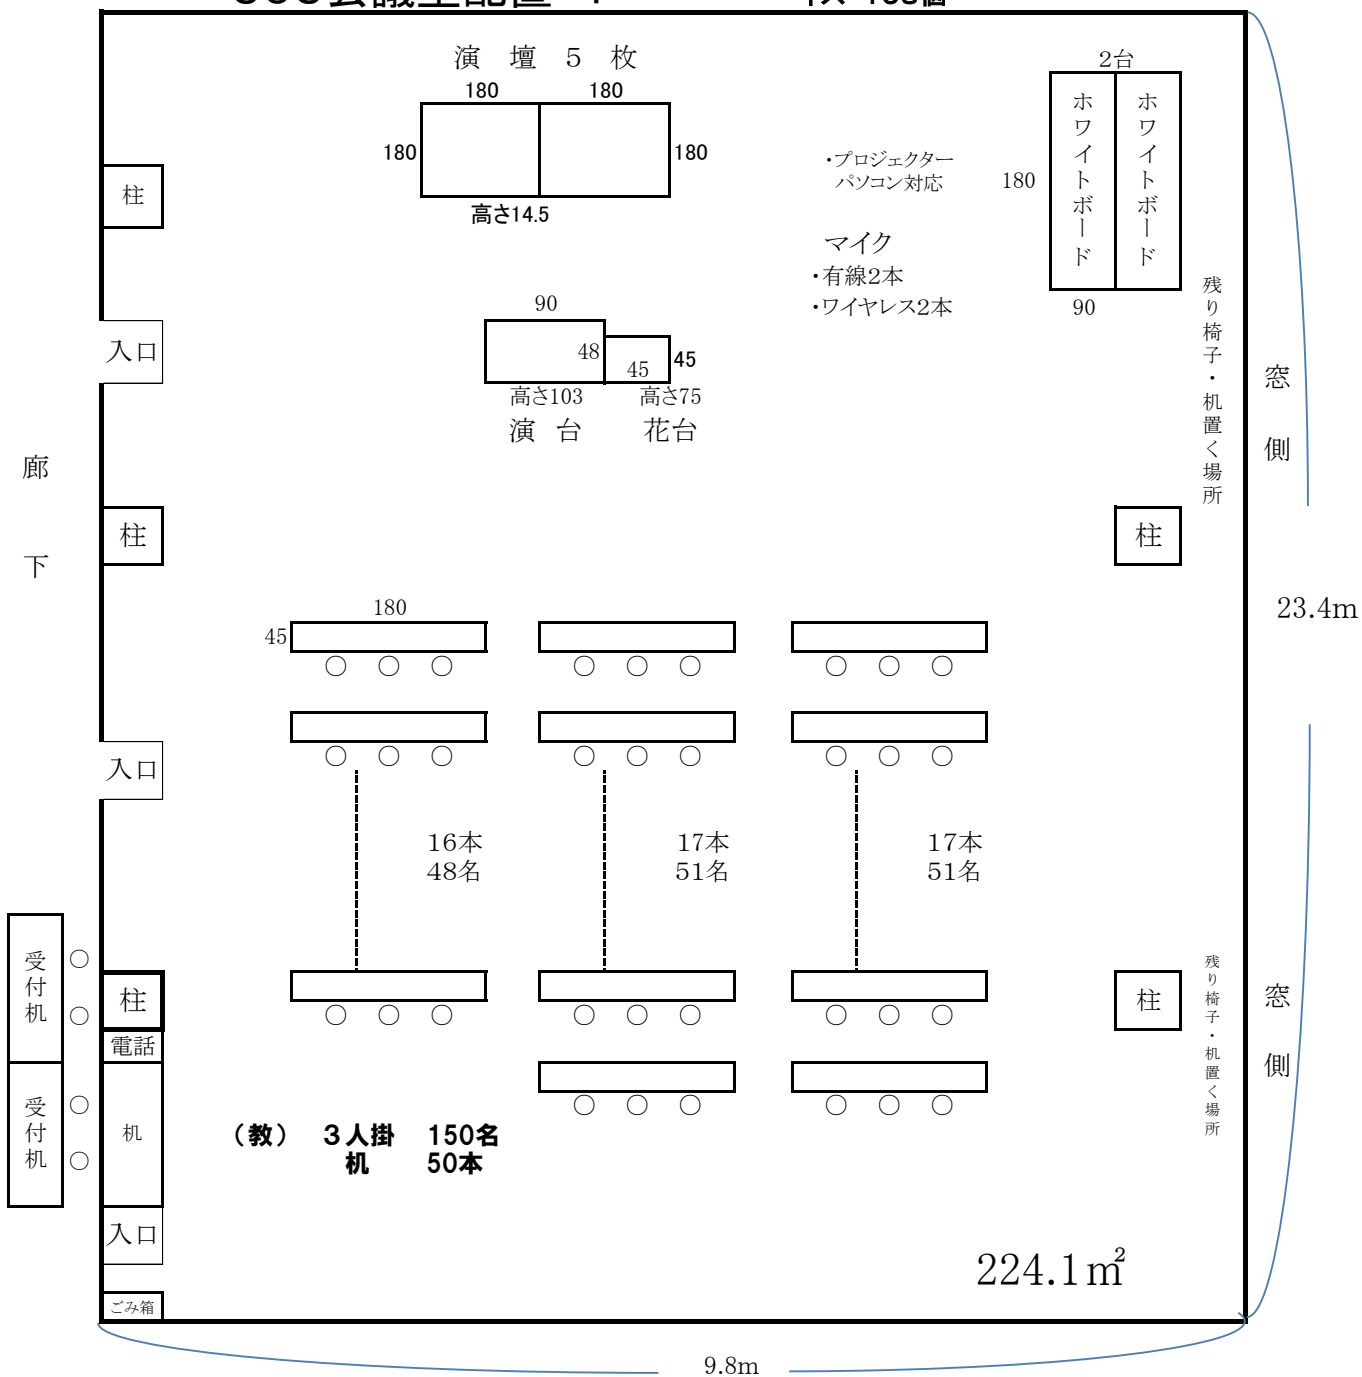 演 壇 5 枚
180
180
180
180
高さ14.5
2台
ホワイトボード
ホワイトボード
180
90
・プロジェクター
パソコン対応
マイク
・有線2本
・ワイヤレス2本
柱
入口
90
48
45
45
高さ103
高さ75
演 台
花台
残り椅子・机置く場所
窓側
廊下
柱
柱
23.4m
180
45
入口
16本
48名
17本
51名
17本
51名
受付机
柱
電話
受付机
机
柱
残り椅子・机置く場所
窓側
（教） 3人掛 150名
机 50本
入口
ごみ箱
224.1㎡
9.8m